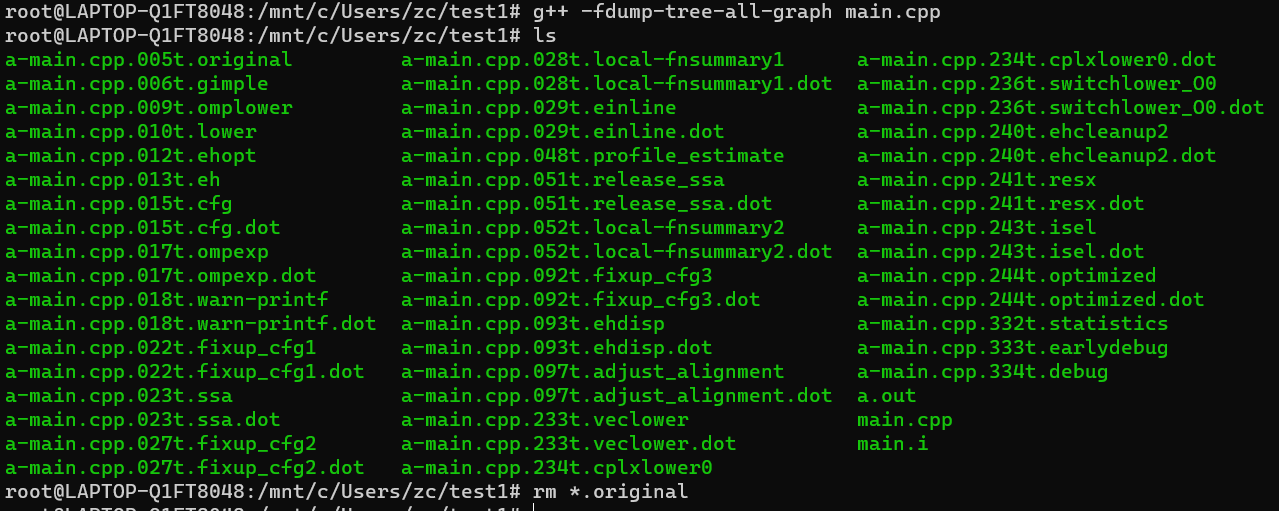 root@LAPTOP-Q1FT8048:/mnt/c/Users/zc/test1# g++ -fdump-tree-all-graph main.cpp
root@LAPTOP-Q1FT8048:/mnt/c/Users/zc/test1# ls
a-main.cpp.005t.original a-main.cpp.028t.local-fnsummary1 a-main.cpp.234t.cplxlower0.dot
a-main.cpp.006t.gimple a-main.cpp.028t.local-fnsummary1.dot a-main.cpp.236t.switchlower_O0
a-main.cpp.009t.omplower a-main.cpp.029t.einline a-main.cpp.236t.switchlower_O0.dot
a-main.cpp.010t.lower a-main.cpp.029t.einline.dot a-main.cpp.240t.ehcleanup2
a-main.cpp.012t.ehopt a-main.cpp.048t.profile_estimate a-main.cpp.240t.ehcleanup2.dot
a-main.cpp.013t.eh a-main.cpp.051t.release_ssa a-main.cpp.241t.resx
a-main.cpp.015t.cfg a-main.cpp.051t.release_ssa.dot a-main.cpp.241t.resx.dot
a-main.cpp.015t.cfg.dot a-main.cpp.052t.local-fnsummary2 a-main.cpp.243t.isel
a-main.cpp.017t.ompexp a-main.cpp.052t.local-fnsummary2.dot a-main.cpp.243t.isel.dot
a-main.cpp.017t.ompexp.dot a-main.cpp.092t.fixup_cfg3 a-main.cpp.244t.optimized
a-main.cpp.018t.warn-printf a-main.cpp.092t.fixup_cfg3.dot a-main.cpp.244t.optimized.dot
a-main.cpp.018t.warn-printf.dot a-main.cpp.093t.ehdisp a-main.cpp.332t.statistics
a-main.cpp.022t.fixup_cfg1 a-main.cpp.093t.ehdisp.dot a-main.cpp.333t.earlydebug
a-main.cpp.022t.fixup_cfg1.dot a-main.cpp.097t.adjust_alignment a-main.cpp.334t.debug
a-main.cpp.023t.ssa a-main.cpp.097t.adjust_alignment.dot a.out
a-main.cpp.023t.ssa.dot a-main.cpp.233t.veclower main.cpp
a-main.cpp.027t.fixup_cfg2 a-main.cpp.233t.veclower.dot main.i
a-main.cpp.027t.fixup_cfg2.dot a-main.cpp.234t.cplxlower0
root@LAPTOP-Q1FT8048:/mnt/c/Users/zc/test1# rm *.original
root@LAPTOP-Q1FT8048:/mnt/c/Users/zc/test1#